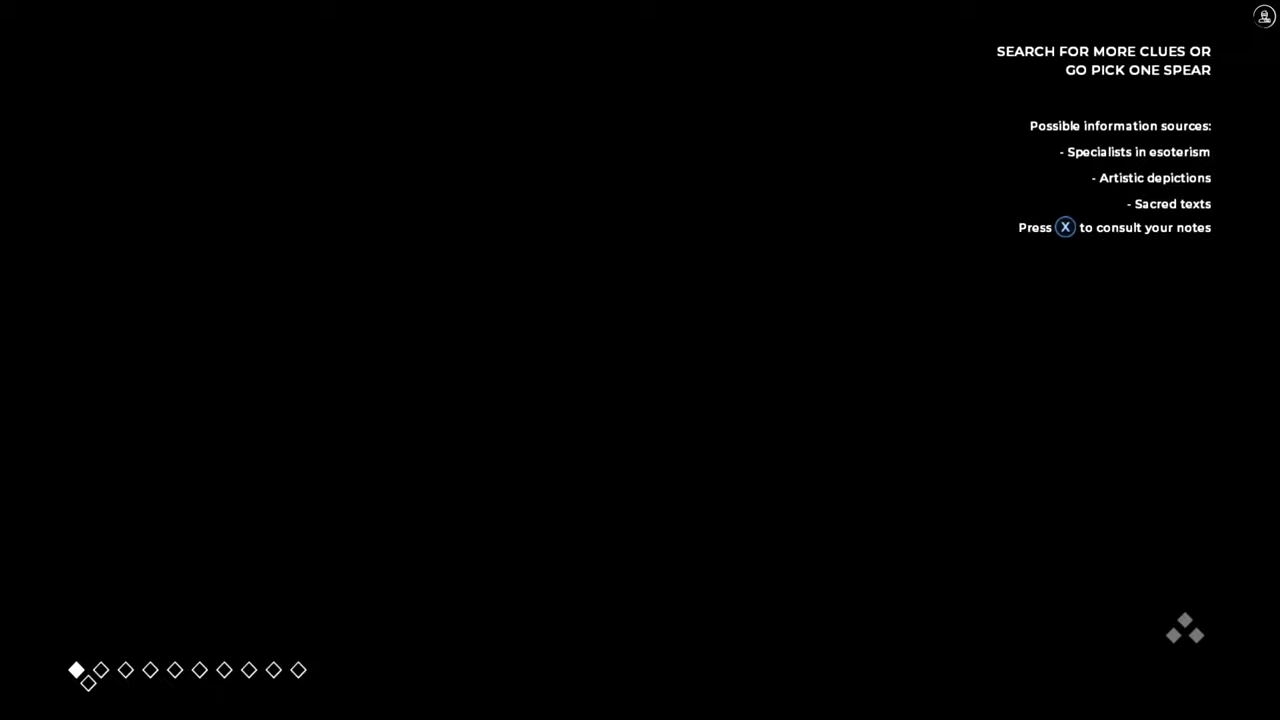 SEARCH FOR MORE CLUES OR
GO PICK ONE SPEAR
Possible information sources:
- Specialists in esoterism
- Artistic depictions
- Sacred texts
Press X to consult your notes